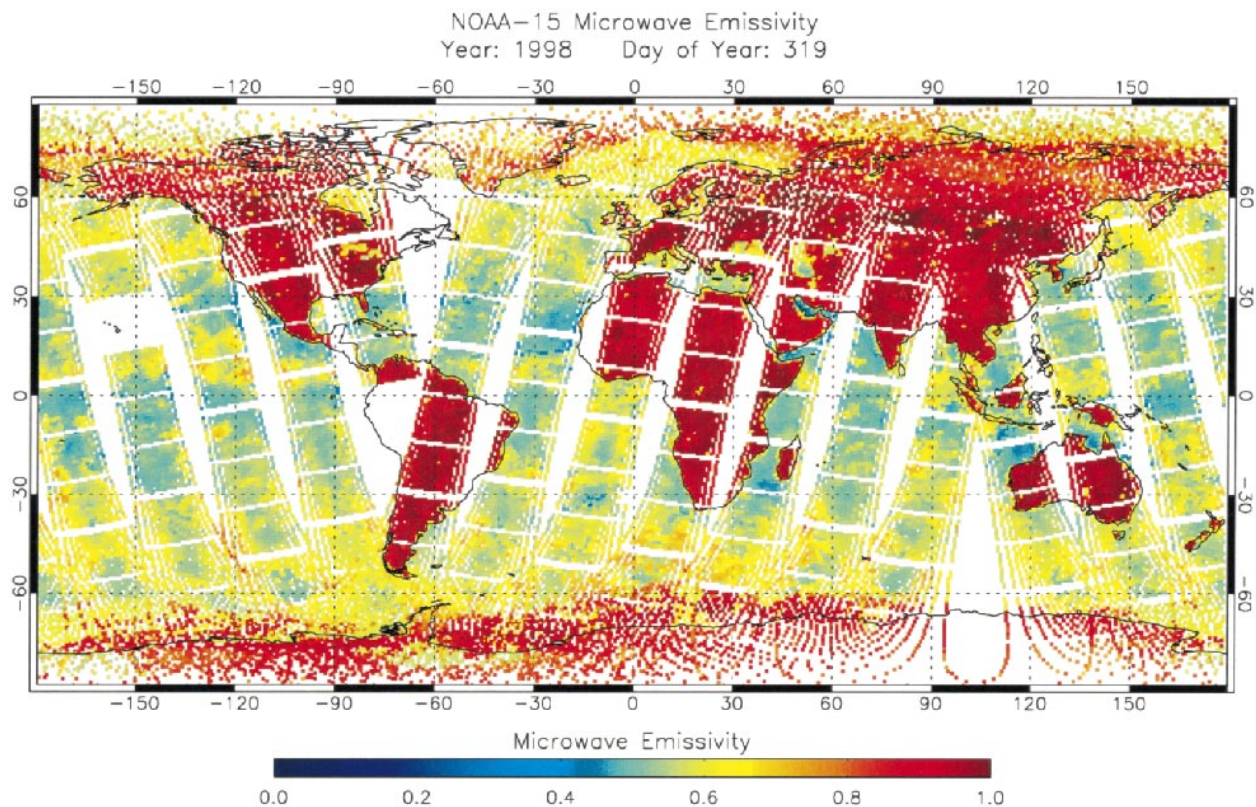 NOAA-15 Microwave Emissivity
Year: 1998 Day of Year: 319
-150 -120 -90 -60 -30 0 30 60 90 120 150
60 60
30 30
0 0
-30 -30
-60 -60
-150 -120 -90 -60 -30 0 30 60 90 120 150
Microwave Emissivity
0.0 0.2 0.4 0.6 0.8 1.0